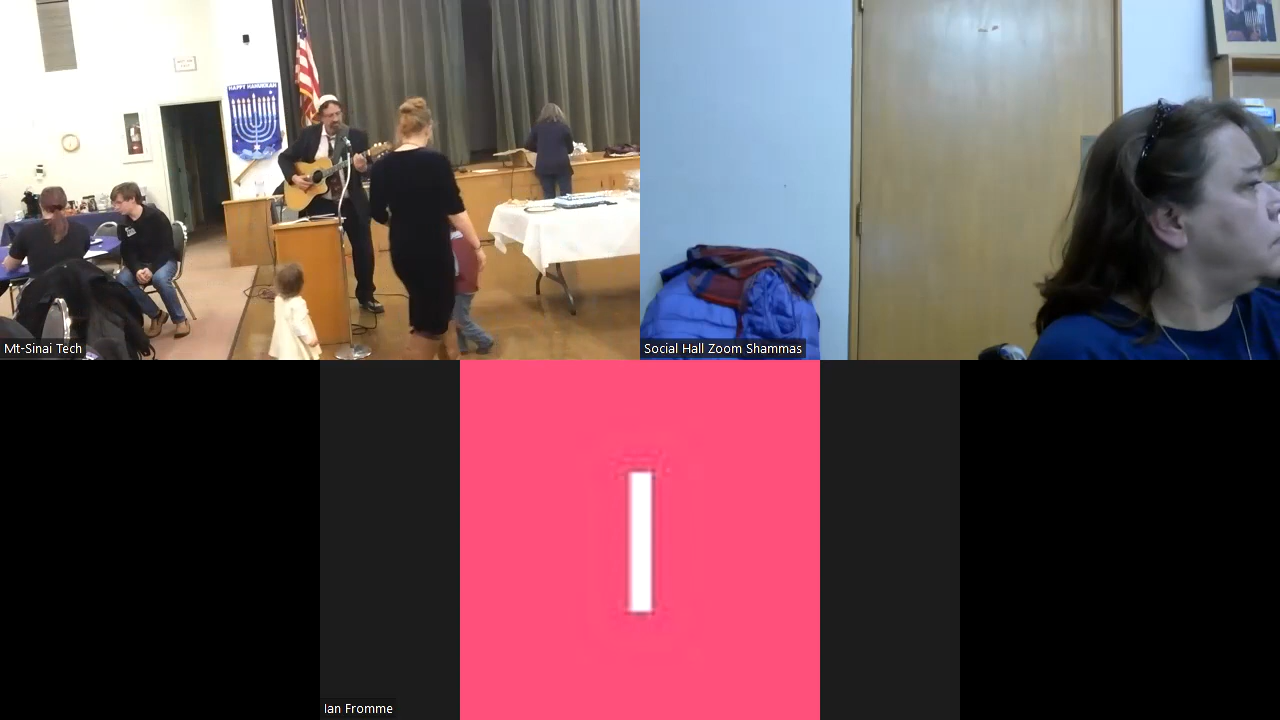 HAPPY HANUKKAH
Mt-Sinai Tech
Social Hall Zoom Shammas
I
Ian Fromme